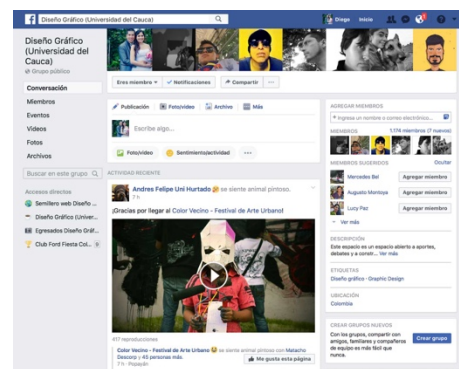 Diseño Gráfico (Universidad del Cauca)
Diego Inicio
Diseño Gráfico
(Universidad del
Cauca)
Grupo público
Conversación
Miembros
Eventos
Videos
Fotos
Archivos
Buscar en este grupo
Accesos directos
Semillero web Diseño ...
Diseño Gráfico (Univer...
Egresados Diseño Gráf...
Club Ford Fiesta Col... 9
Eres miembro
Notificaciones
Compartir
Publicación Foto/video Archivo Más
Escribe algo...
Foto/video Sentimiento/actividad
ACTIVIDAD RECIENTE
Andres Felipe Uni Hurtado se siente animal pintoso.
7 h
¡Gracias por llegar al Color Vecino - Festival de Arte Urbano!
417 reproducciones
Color Vecino - Festival de Arte Urbano se siente animal pintoso con Matacho
Descorp y 45 personas más.
7 h · Popayán
Me gusta esta página
AGREGAR MIEMBROS
+ Ingresa un nombre o correo electrónico...
MIEMBROS 1.174 miembros (7 nuevos)
MIEMBROS SUGERIDOS Ocultar
Mercedes Bel Agregar miembro
Augusto Montoya Agregar miembro
Lucy Paz Agregar miembro
Ver más
DESCRIPCIÓN
Este espacio es un espacio abierto a aportes,
debates y a constr... Ver más
ETIQUETAS
Diseño gráfico · Graphic Design
UBICACIÓN
Colombia
CREAR GRUPOS NUEVOS
Con los grupos, compartir con
amigos, familiares y compañeros
de equipo es más fácil que
nunca.
Crear grupo